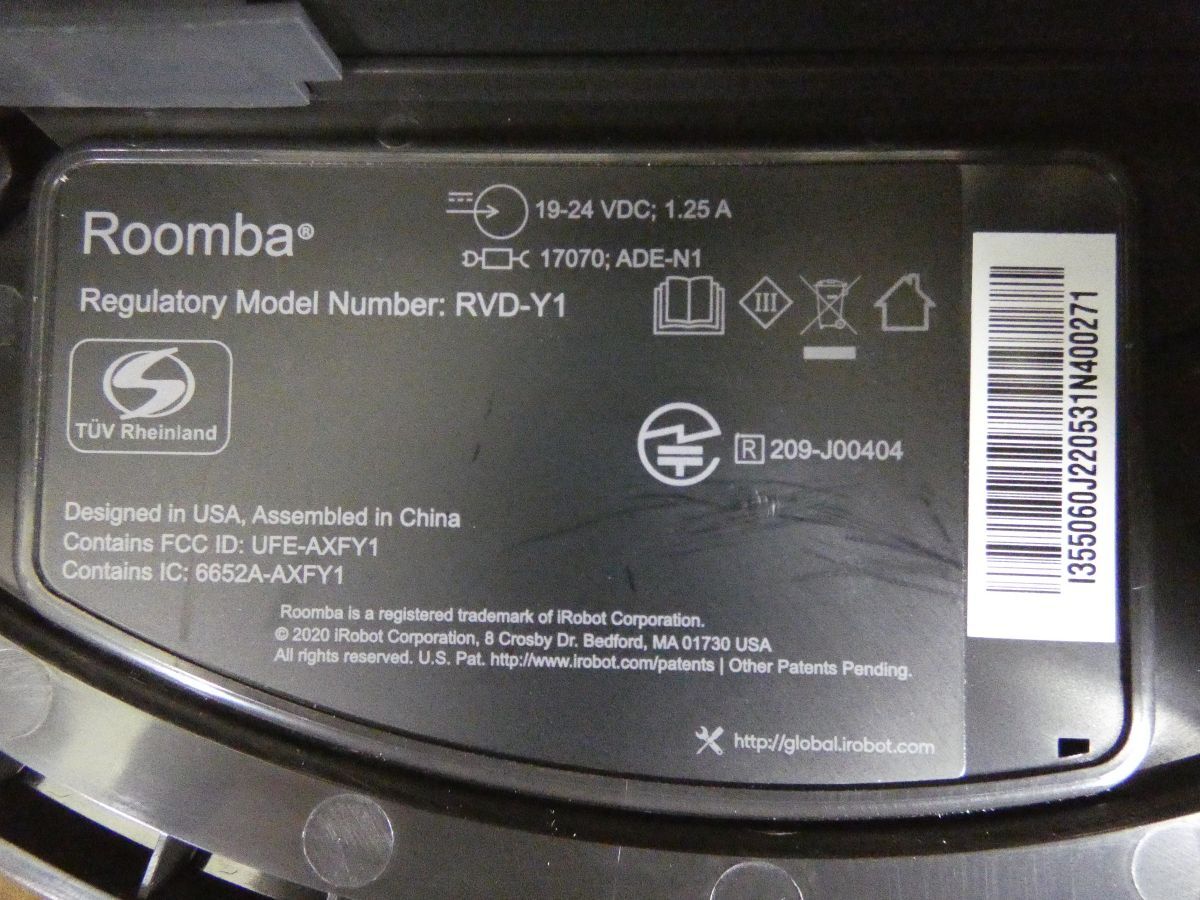 Roomba®
19-24 VDC; 1.25 A
17070; ADE-N1
Regulatory Model Number: RVD-Y1
III
TÜV Rheinland
R 209-J00404
Designed in USA, Assembled in China
Contains FCC ID: UFE-AXFY1
Contains IC: 6652A-AXFY1
Roomba is a registered trademark of iRobot Corporation.
© 2020 iRobot Corporation, 8 Crosby Dr. Bedford, MA 01730 USA
All rights reserved. U.S. Pat. http://www.irobot.com/patents | Other Patents Pending.
http://global.irobot.com
I355060J220531N400271